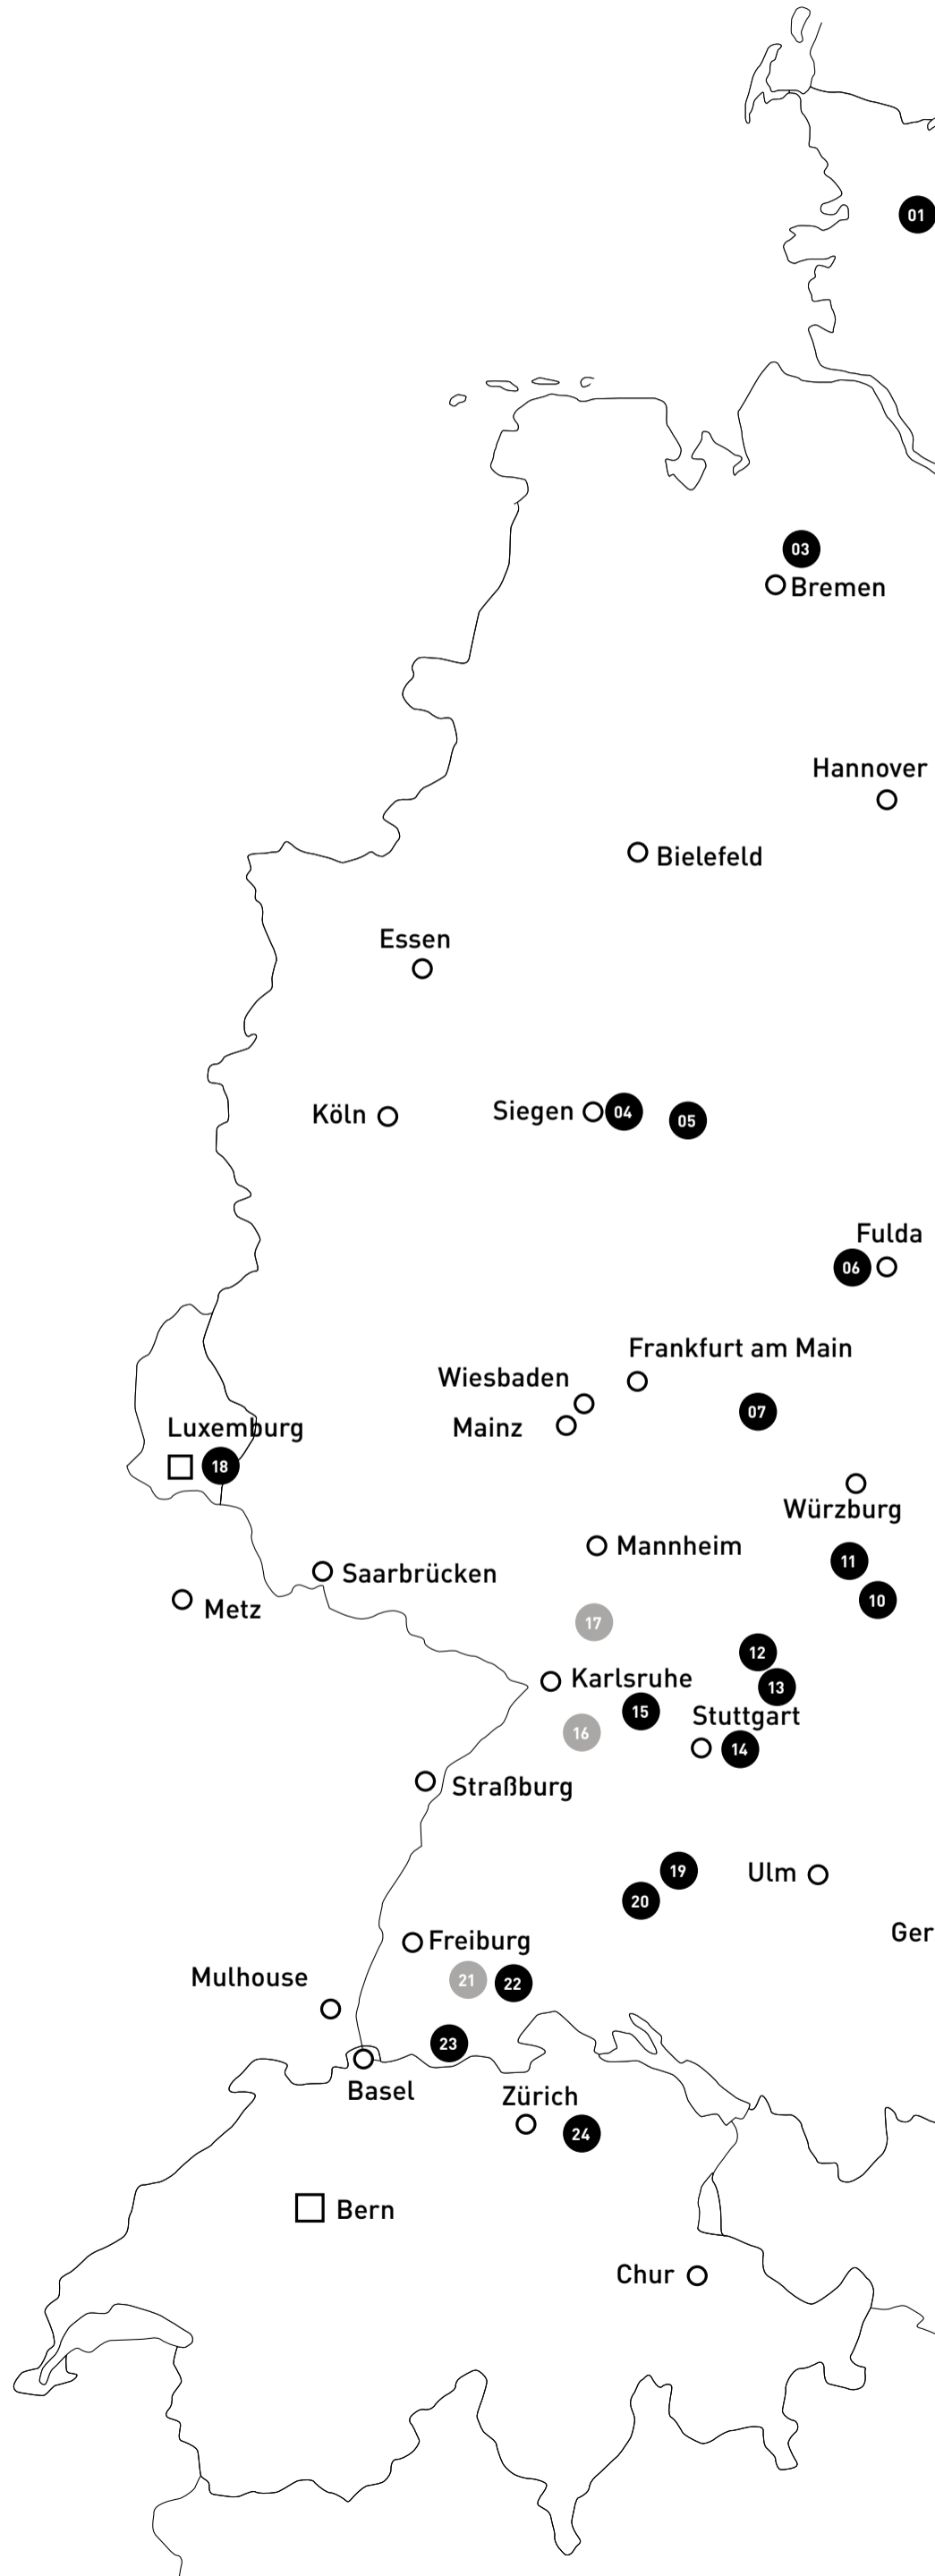 01
03
Bremen
Hannover
Bielefeld
Essen
Köln
Siegen
04
05
Fulda
06
Frankfurt am Main
Wiesbaden
07
Mainz
Luxemburg
18
Würzburg
Mannheim
11
Saarbrücken
10
Metz
17
12
Karlsruhe
13
15
Stuttgart
16
14
Straßburg
19
Ulm
20
Ger
Freiburg
Mulhouse
21
22
23
Basel
Zürich
24
Bern
Chur